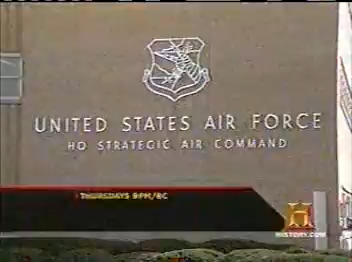 UNITED STATES AIR FORCE
HQ STRATEGIC AIR COMMAND
THURSDAYS 9PM/8C
H
HISTORY.COM